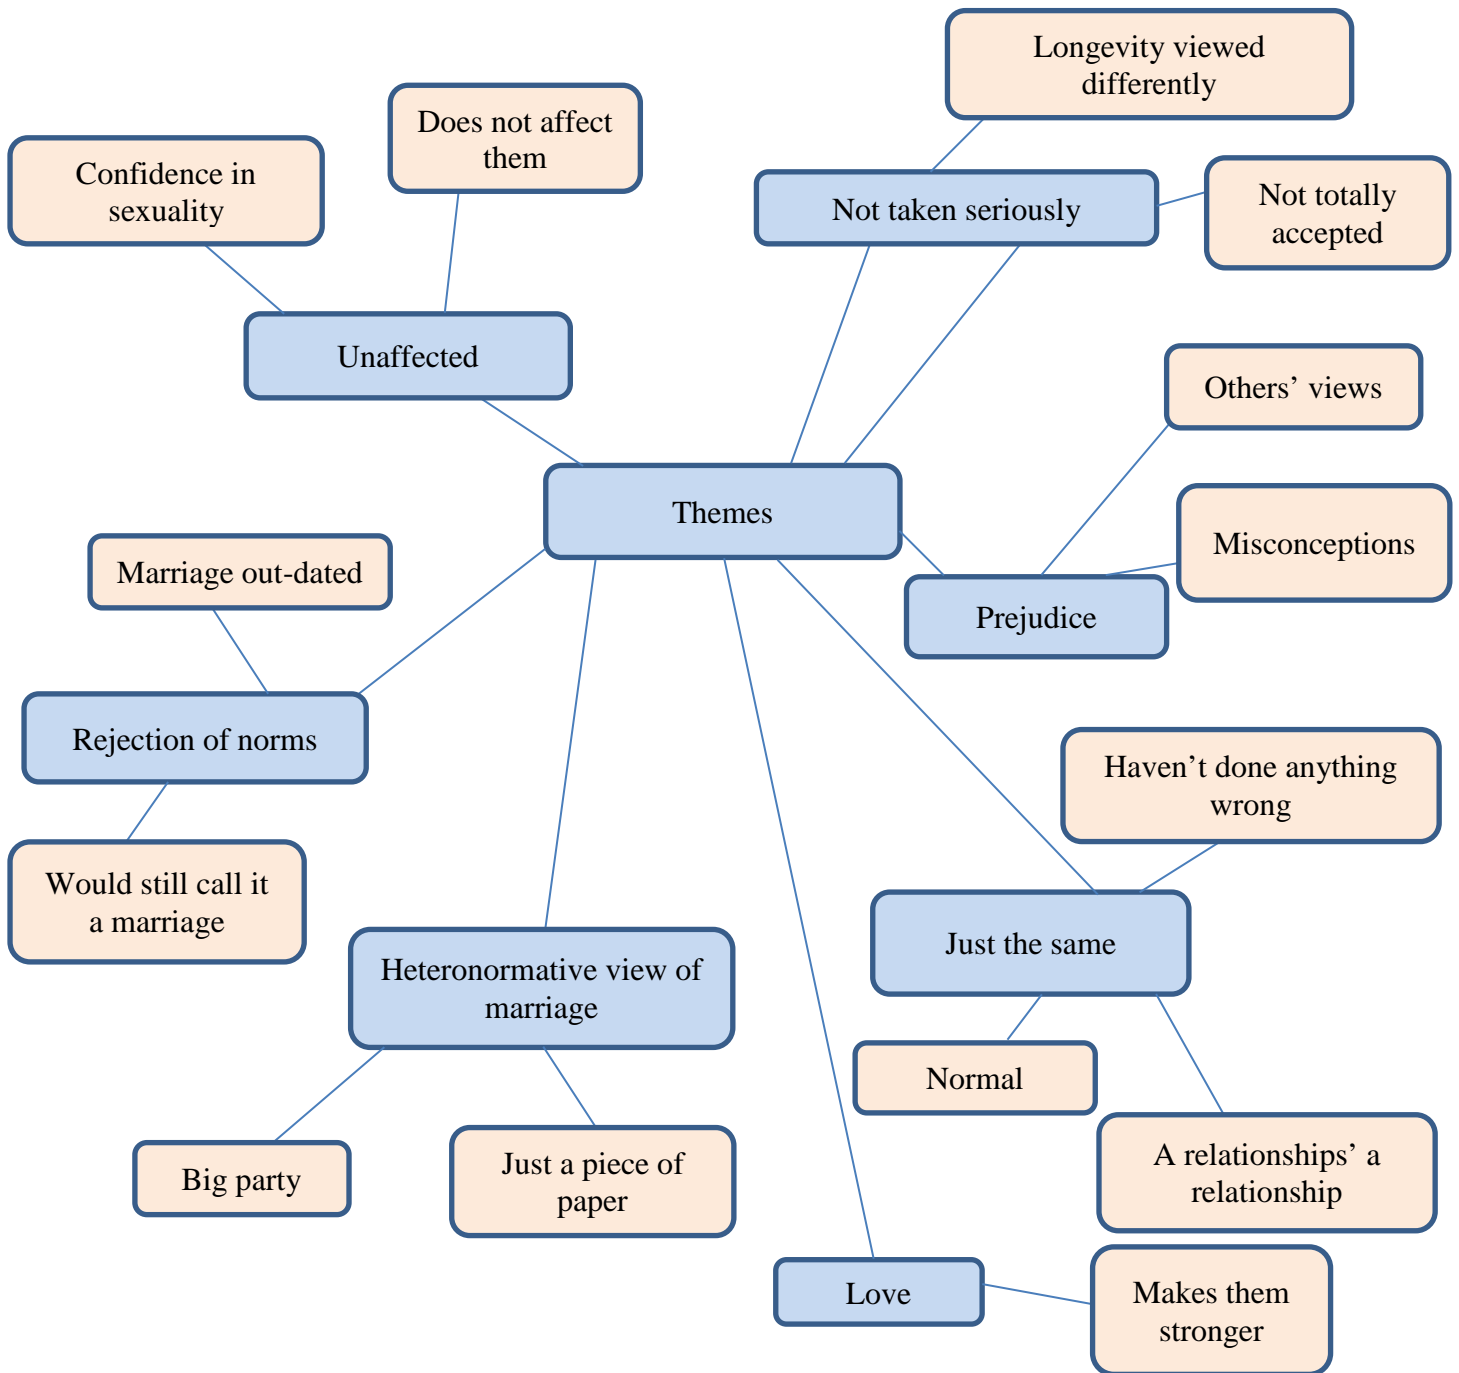 Longevity viewed
differently
Does not affect
them
Confidence in
sexuality
Not taken seriously
Not totally
accepted
Unaffected
Others’ views
Themes
Misconceptions
Marriage out-dated
Prejudice
Rejection of norms
Haven’t done anything
wrong
Would still call it
a marriage
Just the same
Heteronormative view of
marriage
Normal
Big party
Just a piece of
paper
A relationships’ a
relationship
Love
Makes them
stronger